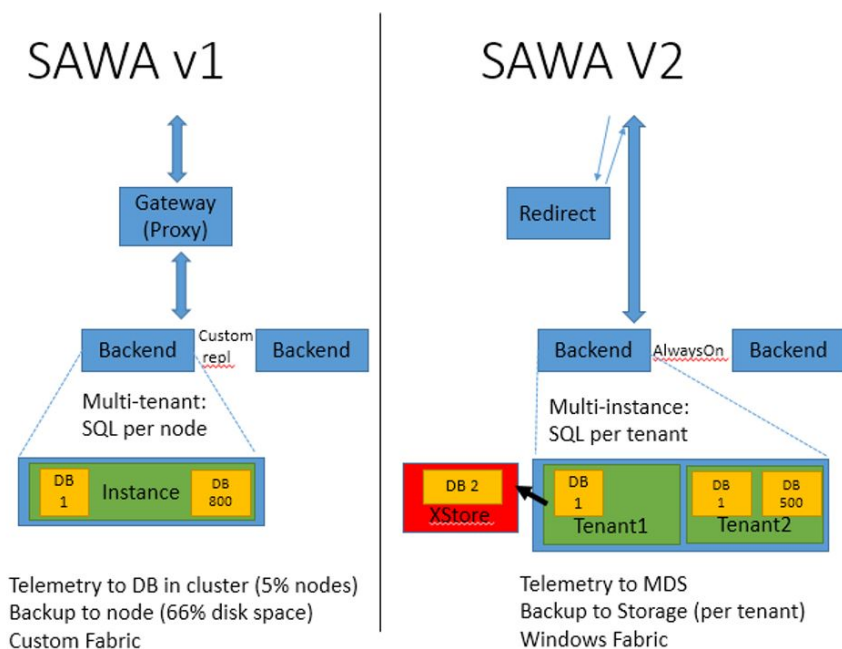 SAWA v1
Gateway
(Proxy)
Backend
Custom
repl
Backend
Multi-tenant:
SQL per node
DB
1
Instance
DB
800
Telemetry to DB in cluster (5% nodes)
Backup to node (66% disk space)
Custom Fabric
SAWA V2
Redirect
Backend
AlwaysOn
Backend
Multi-instance:
SQL per tenant
DB 2
XStore
DB
1
Tenant1
DB
1
DB
500
Tenant2
Telemetry to MDS
Backup to Storage (per tenant)
Windows Fabric